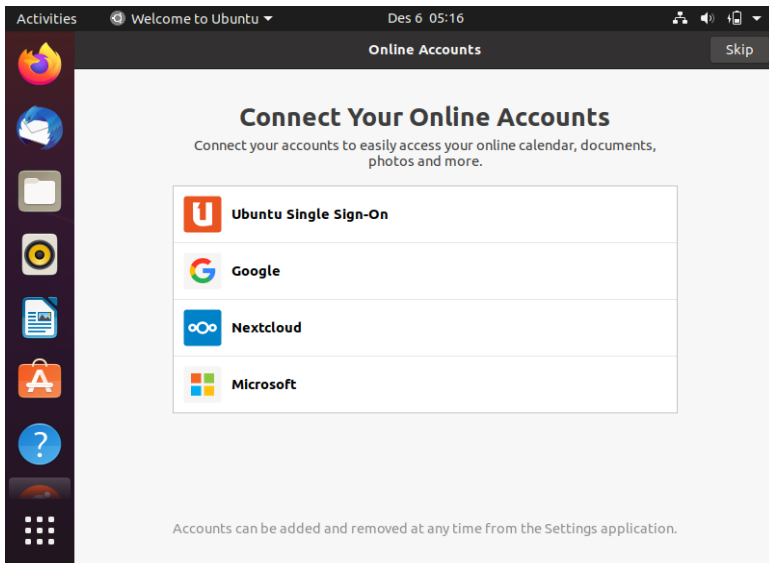 Activities
Welcome to Ubuntu
Des 6 05:16
Online Accounts
Skip
Connect Your Online Accounts
Connect your accounts to easily access your online calendar, documents,
photos and more.
Ubuntu Single Sign-On
Google
Nextcloud
Microsoft
Accounts can be added and removed at any time from the Settings application.